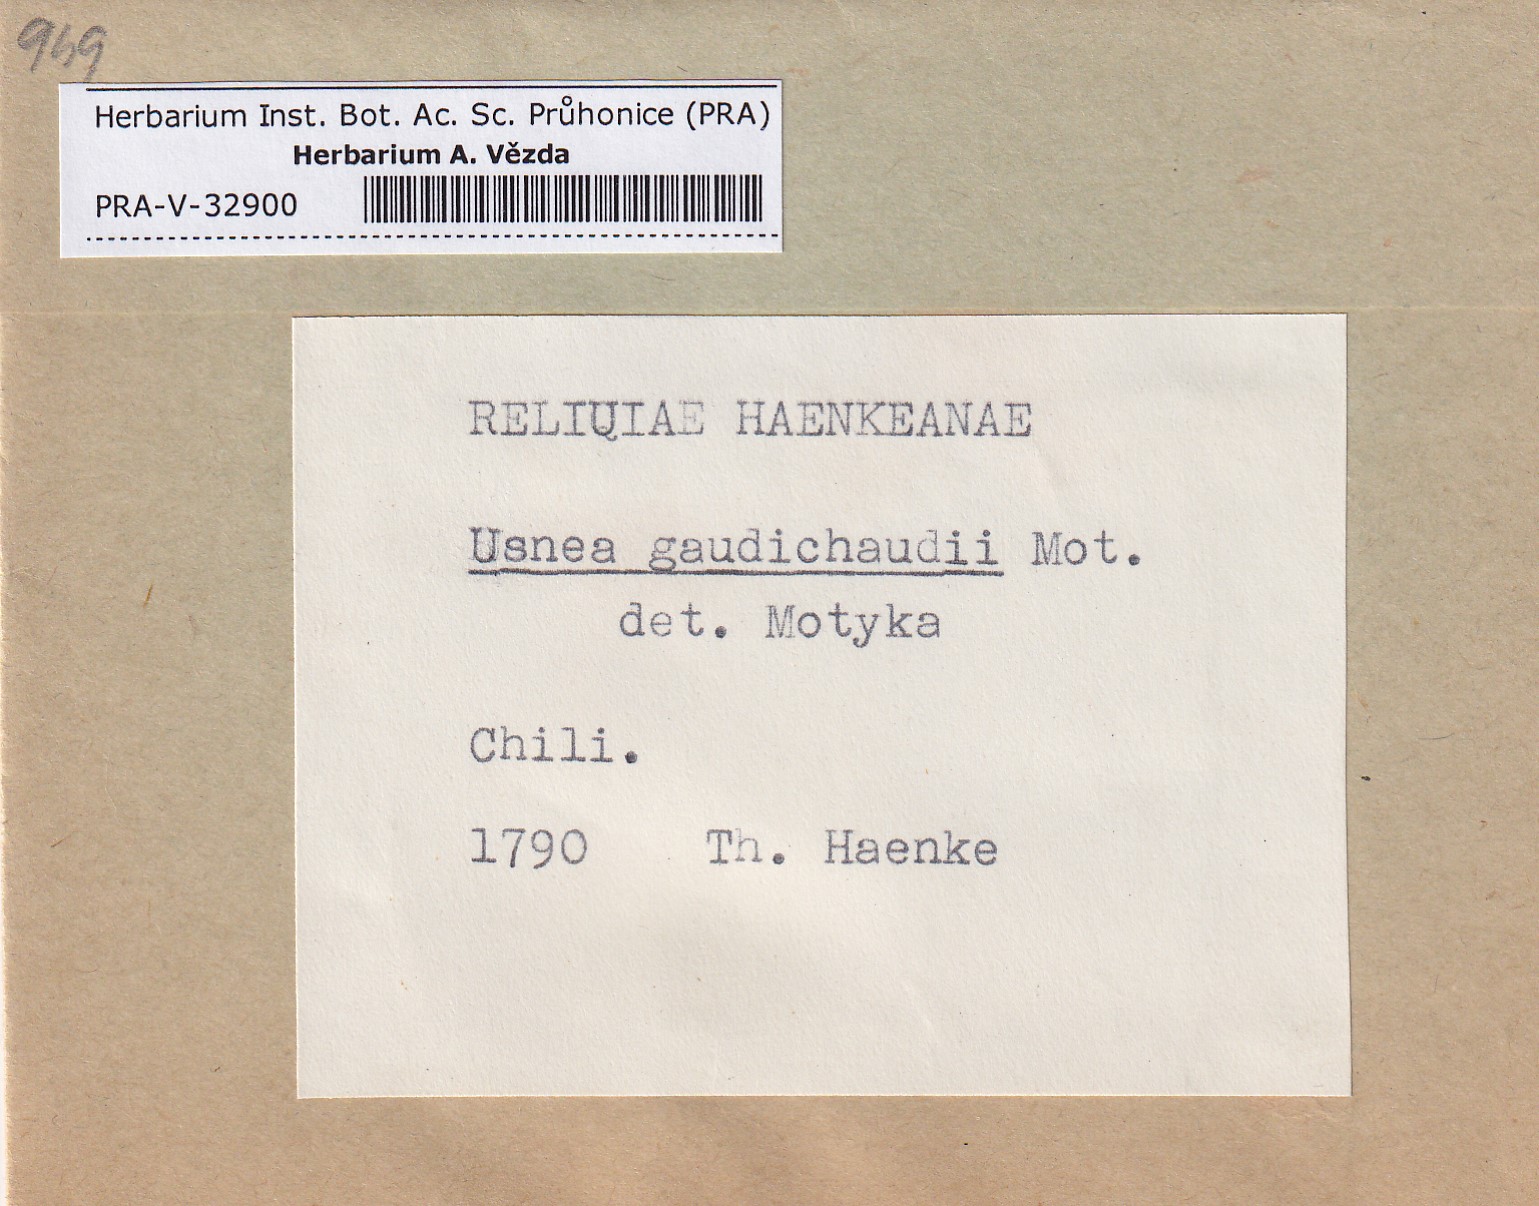 969
Herbarium Inst. Bot. Ac. Sc. Průhonice (PRA)
Herbarium A. Vězda
PRA-V-32900
RELIQIAE HAENKEANAE
Usnea gaudichaudii Mot.
det. Motyka
Chili.
1790 Th. Haenke